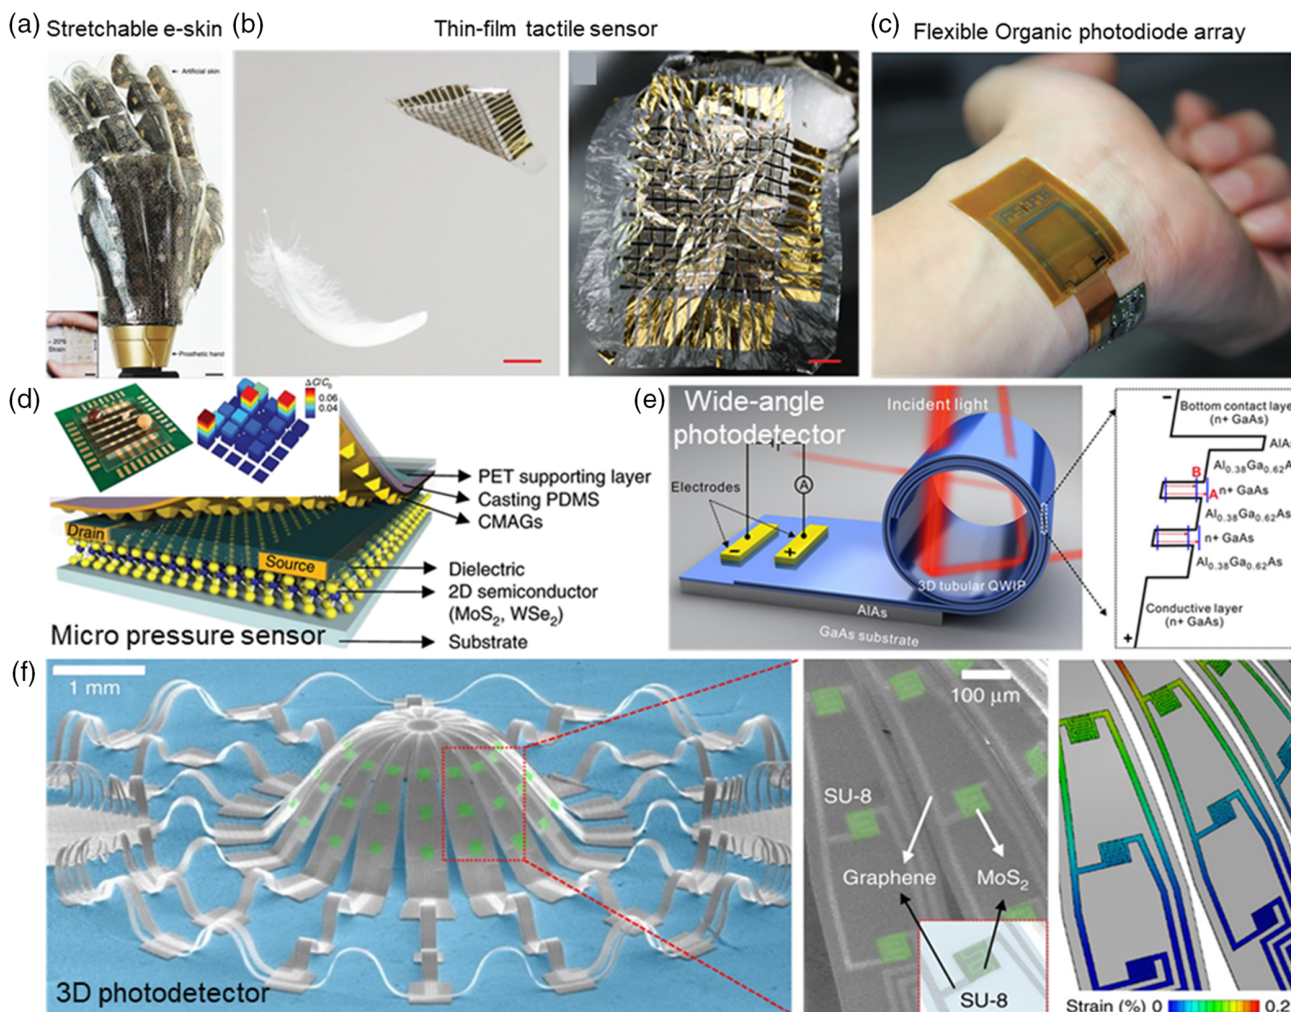 (a) Stretchable e-skin
Artificial skin
~ 20%
Strain
Prosthetic hand
(b) Thin-film tactile sensor
(c) Flexible Organic photodiode array
(d)
ΔC/C0
0.06
0.04
PET supporting layer
Casting PDMS
CMAGs
Drain
Source
Dielectric
2D semiconductor
(MoS2, WSe2)
Substrate
Micro pressure sensor
(e) Wide-angle
photodetector
Incident light
Electrodes
A
-
+
3D tubular QWIP
AlAs
GaAs substrate
-
Bottom contact laye
(n+ GaAs)
AlAs
Al0.38Ga0.62As
B
n+ GaAs
A
Al0.38Ga0.62As
n+ GaAs
Al0.38Ga0.62As
Conductive layer
(n+ GaAs)
+
(f)
1 mm
3D photodetector
100 μm
SU-8
Graphene
MoS2
SU-8
Strain (%) 0
0.2